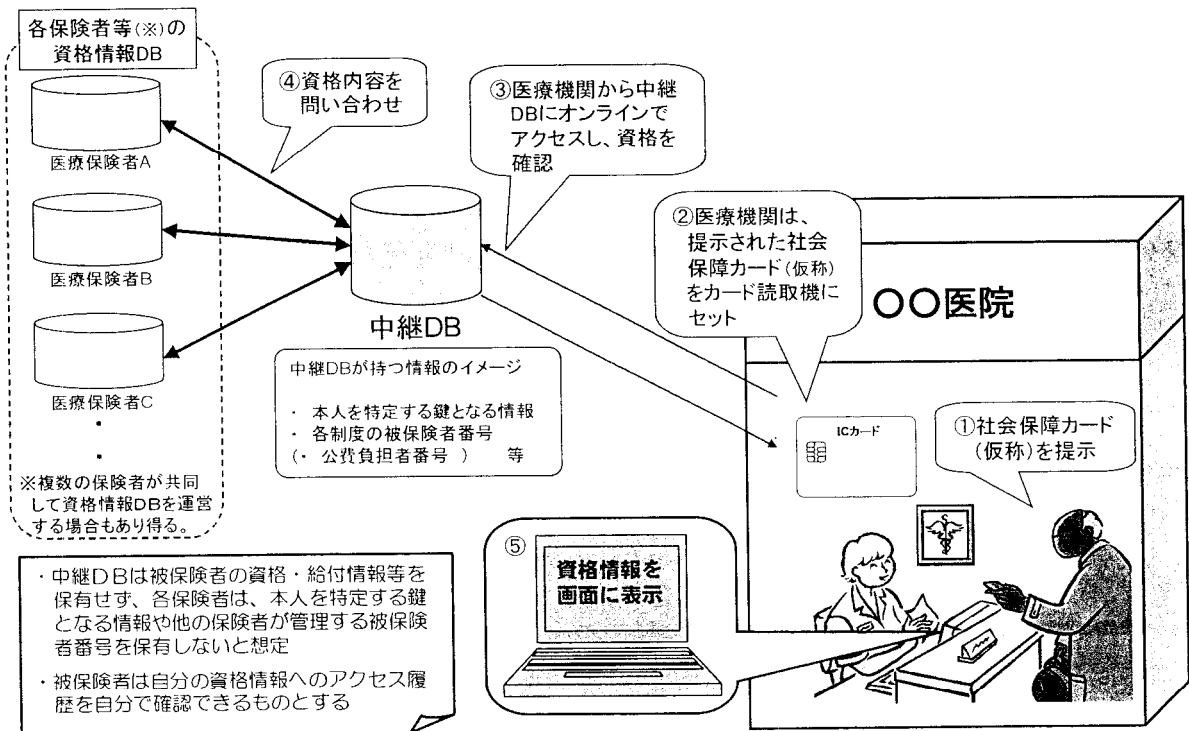 各保険者等(※)の
資格情報DB
医療保険者A
医療保険者B
医療保険者C
・
・
※複数の保険者が共同
して資格情報DBを運営
する場合もあり得る。
④資格内容を
問い合わせ
③医療機関から中継
DBにオンラインで
アクセスし、資格を
確認
②医療機関は、
提示された社会
保障カード(仮称)
をカード読取機に
セット
中継DB
中継DBが持つ情報のイメージ
・ 本人を特定する鍵となる情報
・ 各制度の被保険者番号
(・ 公費負担者番号 ) 等
〇〇医院
ICカード
①社会保障カード
(仮称)を提示
⑤
資格情報を
画面に表示
・中継DBは被保険者の資格・給付情報等を
保有せず、各保険者は、本人を特定する鍵
となる情報や他の保険者が管理する被保険
者番号を保有しないと想定
・被保険者は自分の資格情報へのアクセス履
歴を自分で確認できるものとする